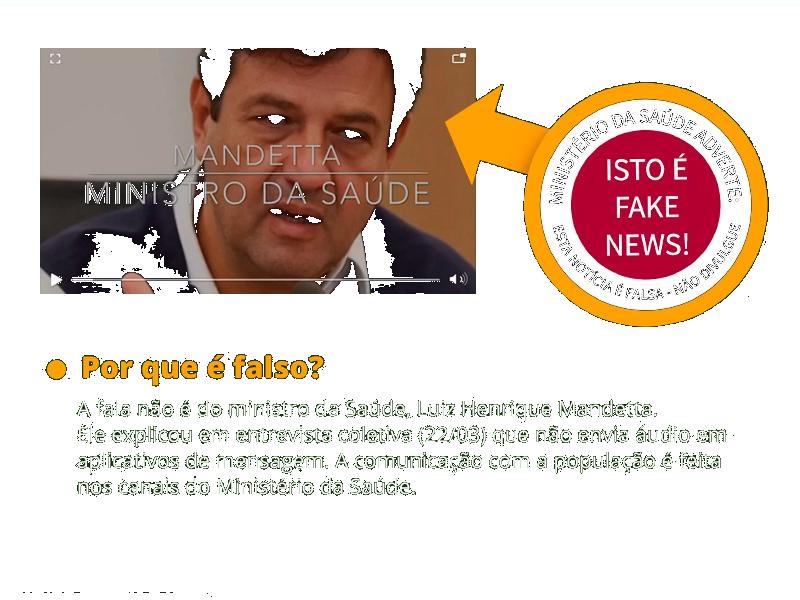 MANDETTA
MINISTRO DA SAÚDE
MINISTÉRIO DA SAÚDE ADVERTE:
ISTO É
FAKE
NEWS!
ESTA NOTÍCIA É FALSA - NÃO DIVULGUE
Por que é falso?
A fala não é do ministro da Saúde, Luiz Henrique Mandetta.
Ele explicou em entrevista coletiva (22/03) que não envia áudio em
aplicativos de mensagem. A comunicação com a população é feita
nos canais do Ministério da Saúde.